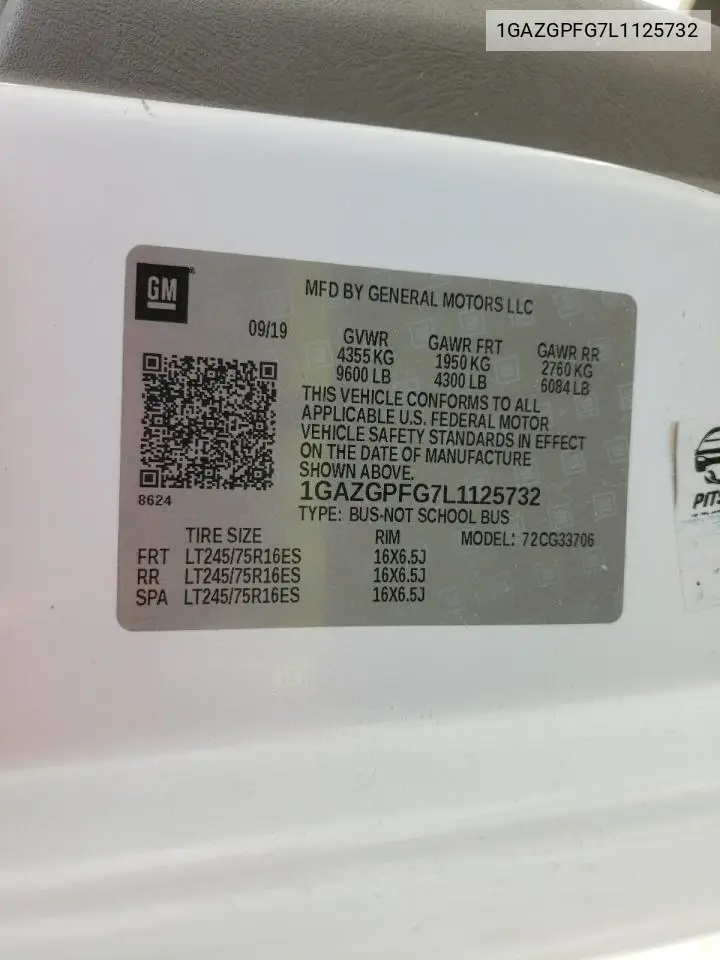 1GAZGPFG7L1125732
GM
MFD BY GENERAL MOTORS LLC
09/19
GVWR GAWR FRT GAWR RR
4355 KG 1950 KG 2760 KG
9600 LB 4300 LB 6084 LB
THIS VEHICLE CONFORMS TO ALL
APPLICABLE U.S. FEDERAL MOTOR
VEHICLE SAFETY STANDARDS IN EFFECT
ON THE DATE OF MANUFACTURE
SHOWN ABOVE.
8624
1GAZGPFG7L1125732
TYPE: BUS-NOT SCHOOL BUS
TIRE SIZE RIM MODEL: 72CG33706
FRT LT245/75R16ES 16X6.5J
RR LT245/75R16ES 16X6.5J
SPA LT245/75R16ES 16X6.5J